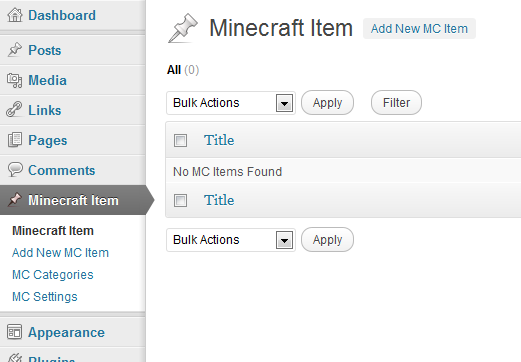 Dashboard
Posts
Media
Links
Pages
Comments
Minecraft Item
Minecraft Item
Add New MC Item
MC Categories
MC Settings
Appearance
Plugins
Minecraft Item Add New MC Item
All (0)
Bulk Actions Apply Filter
Title
No MC Items Found
Title
Bulk Actions Apply